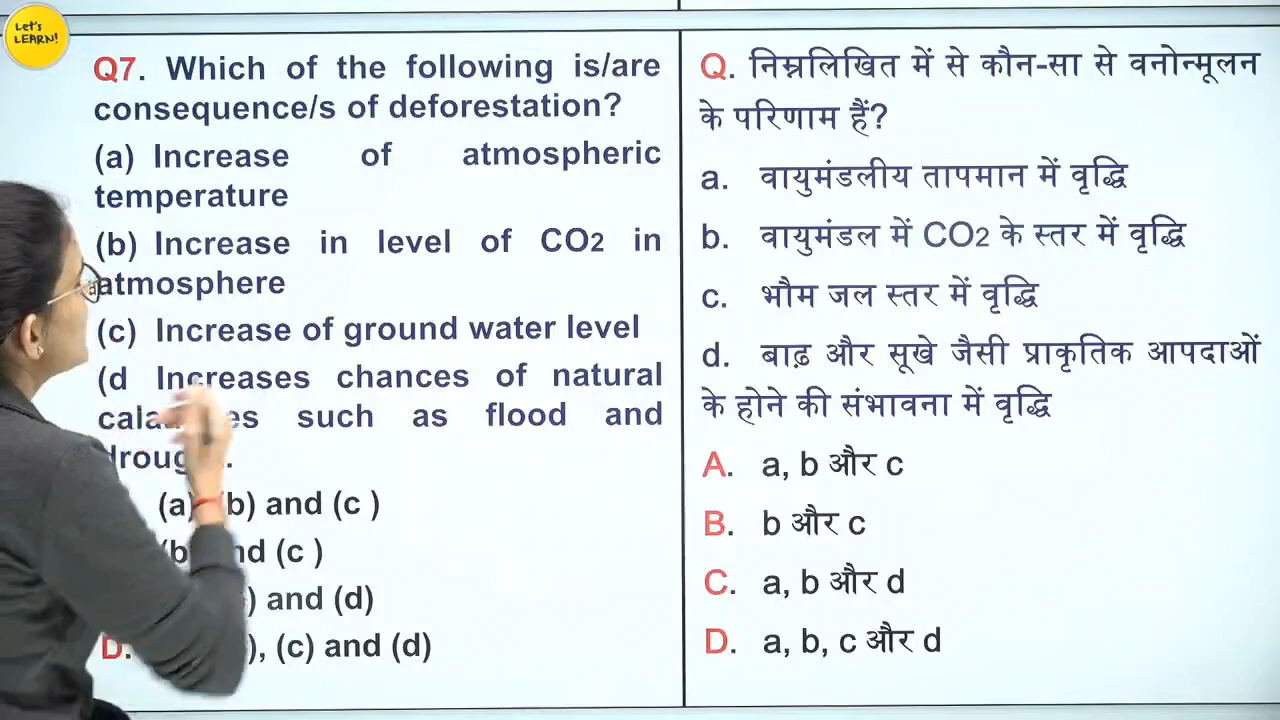 Let's
LEARN!
Q7. Which of the following is/are
consequence/s of deforestation?
(a) Increase of atmospheric
temperature
(b) Increase in level of CO2 in
atmosphere
(c) Increase of ground water level
(d Increases chances of natural
such as flood and
(a) (b) and (c )
(c )
and (d)
D. , (c) and (d)
Q. निम्नलिखित में से कौन-सा से वनोन्मूलन
के परिणाम हैं?
a. वायुमंडलीय तापमान में वृद्धि
b. वायुमंडल में CO2 के स्तर में वृद्धि
c. भौम जल स्तर में वृद्धि
d. बाढ़ और सूखे जैसी प्राकृतिक आपदाओं
के होने की संभावना में वृद्धि
A. a, b और c
B. b और c
C. a, b और d
D. a, b, c और d